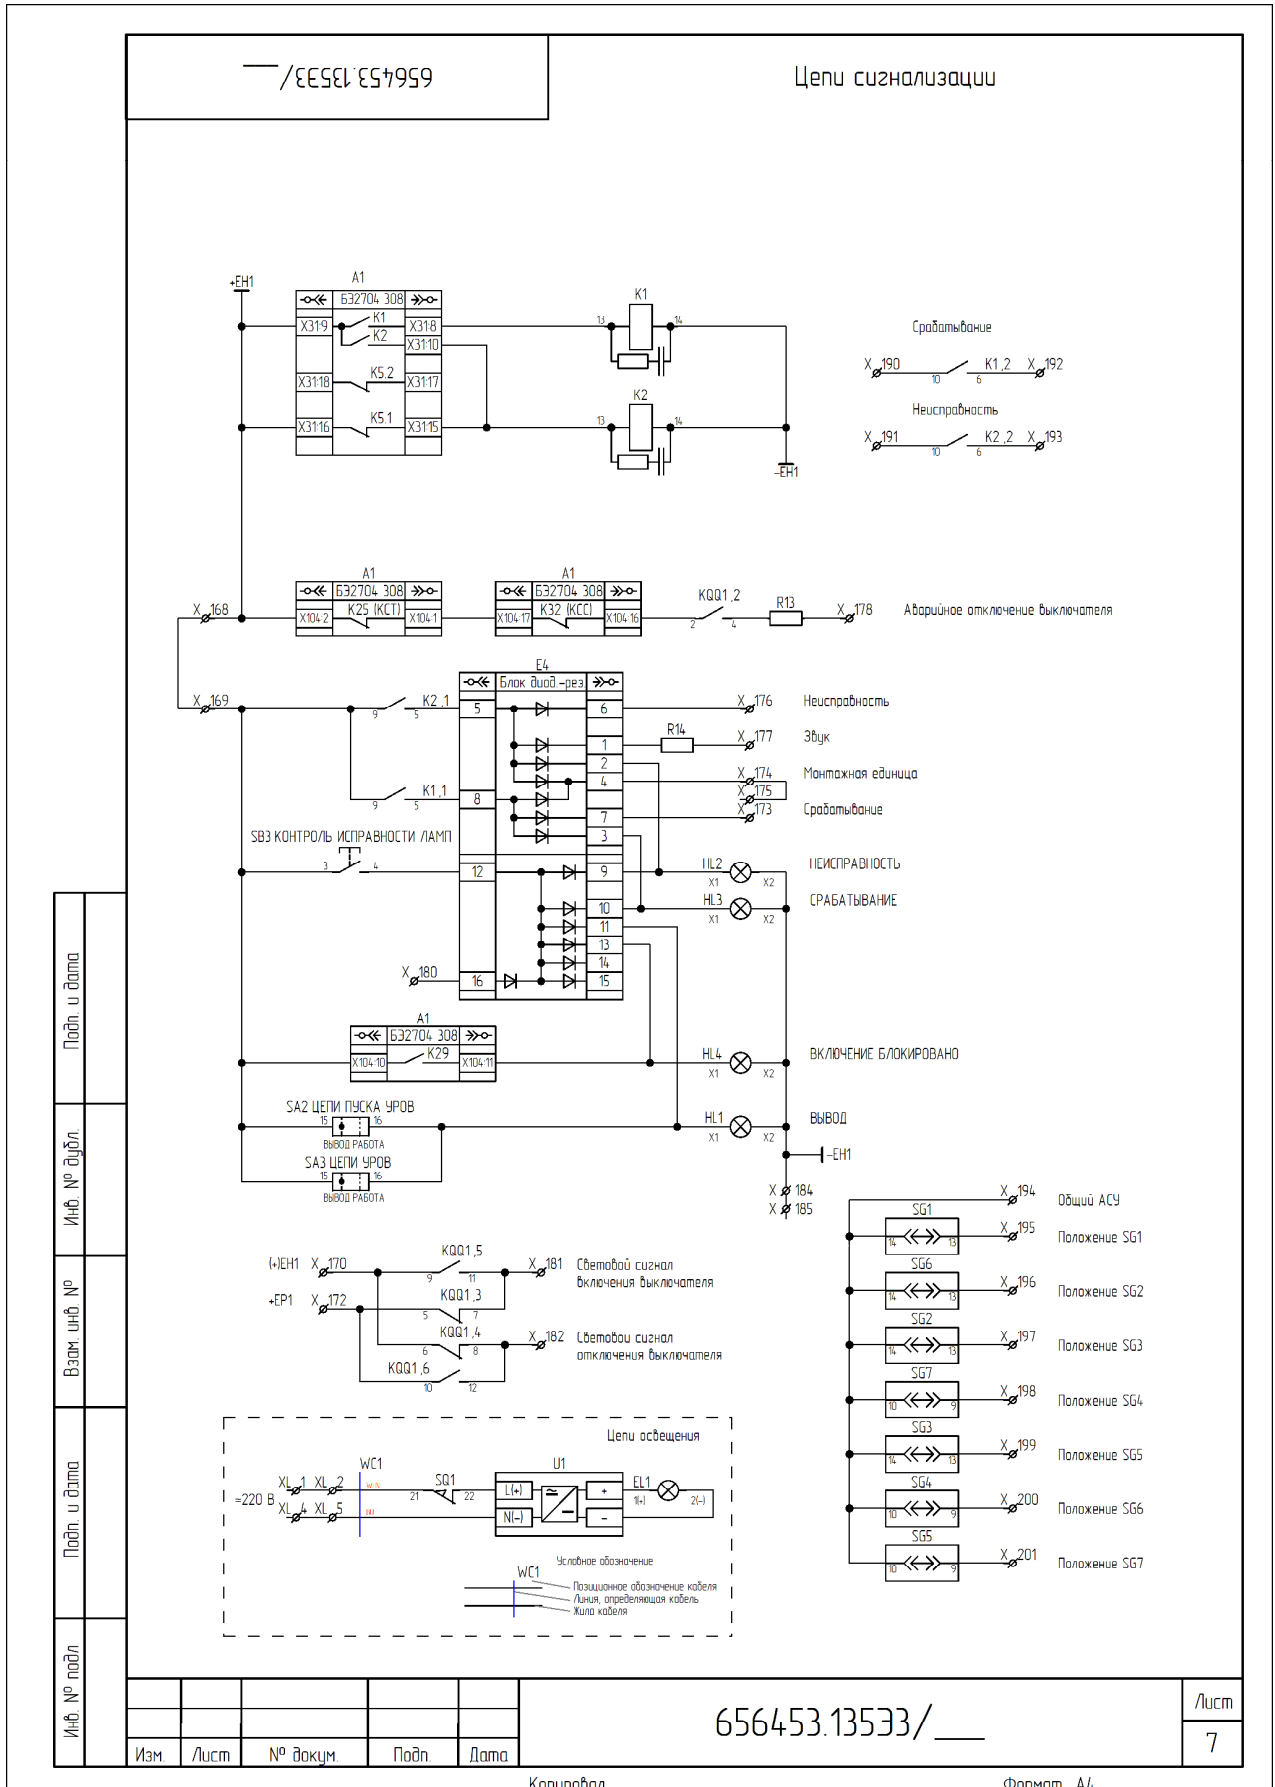 656453.13533/___
Цепи сигнализации
+EH1
A1
БЭ2704 308
X31:9 K1 X31:8
K2 X31:10
X31:18 K5.2 X31:17
X31:16 K5.1 X31:15
K1
13 14
K2
13 14
-EH1
Срабатывание
X 190 K1,2 X 192
10 6
Неисправность
X 191 K2,2 X 193
10 6
A1 A1
БЭ2704 308 БЭ2704 308
X 168 X104:2 K25 (КСТ) X104:1 X104:17 K32 (КСС) X104:16 KQQ1,2 R13 X 178 Аварийное отключение выключателя
2 4
E4
Блок диод.-рез.
X 169 K2,1 5 6 X 176 Неисправность
9 5
1 R14 X 177 Звук
2
4 X 174 Монтажная единица
X 175
K1,1 8
9 5
7 X 173 Срабатывание
3
SB3 КОНТРОЛЬ ИСПРАВНОСТИ ЛАМП
3 4 12 9 HL2 НЕИСПРАВНОСТЬ
X1 X2
10 HL3 СРАБАТЫВАНИЕ
X1 X2
11
13
14
X 180 16 15
A1
БЭ2704 308
X104:10 K29 X104:11 HL4 ВКЛЮЧЕНИЕ БЛОКИРОВАНО
X1 X2
SA2 ЦЕПИ ПУСКА УРОВ
15 16
ВЫВОД РАБОТА
HL1 ВЫВОД
X1 X2
SA3 ЦЕПИ УРОВ
15 16
ВЫВОД РАБОТА
-EH1
X 184
X 185
(+)EH1 X 170 KQQ1,5 X 181 Световой сигнал
включения выключателя
9 11
+EP1 X 172 KQQ1,3
5 7
KQQ1,4 X 182 Световой сигнал
отключения выключателя
6 8
KQQ1,6
10 12
X 194 Общий АСУ
SG1 X 195 Положение SG1
14 13
SG6 X 196 Положение SG2
14 13
SG2 X 197 Положение SG3
14 13
SG7 X 198 Положение SG4
10 9
SG3 X 199 Положение SG5
14 13
SG4 X 200 Положение SG6
10 9
SG5 X 201 Положение SG7
10 9
Цепи освещения
WC1 U1
≈220 В
XL 1 XL 2 SQ1 L(+) + EL1
21 22 1(+) 2(-)
XL 4 XL 5 BU N(-) -
Условное обозначение
WC1
Позиционное обозначение кабеля
Линия, определяющая кабель
Жила кабеля
Подп. и дата
Инв. № дубл.
Взам. инв. №
Подп. и дата
Инв. № подл
Изм. Лист № докум. Подп. Дата
656453.13533/___
Лист
7
Копировал Формат A4